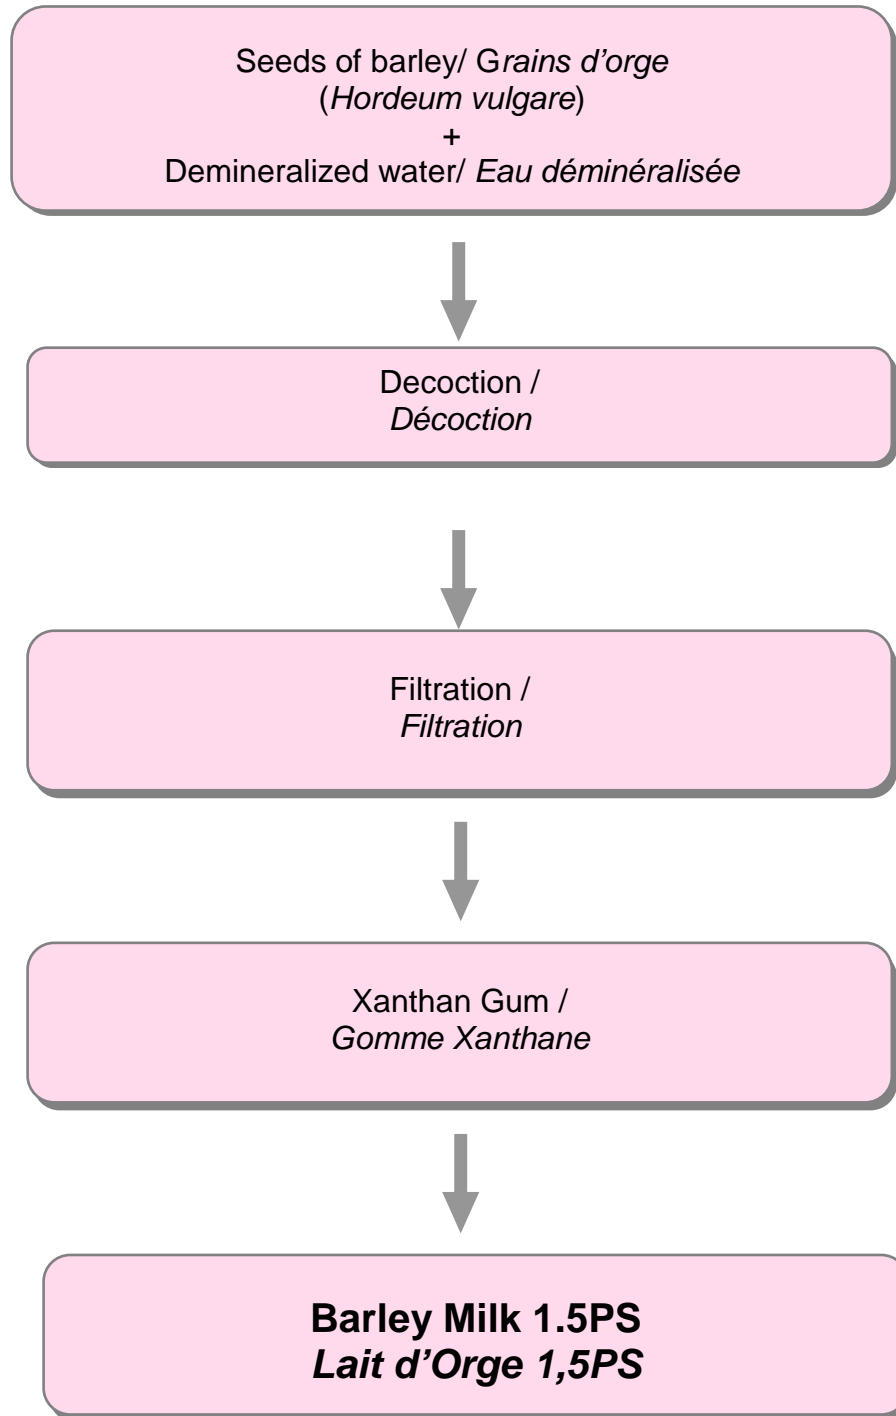 Seeds of barley/ Grains d’orge
(Hordeum vulgare)
+
Demineralized water/ Eau déminéralisée
Decoction /
Décoction
Filtration /
Filtration
Xanthan Gum /
Gomme Xanthane
Barley Milk 1.5PS
Lait d’Orge 1,5PS